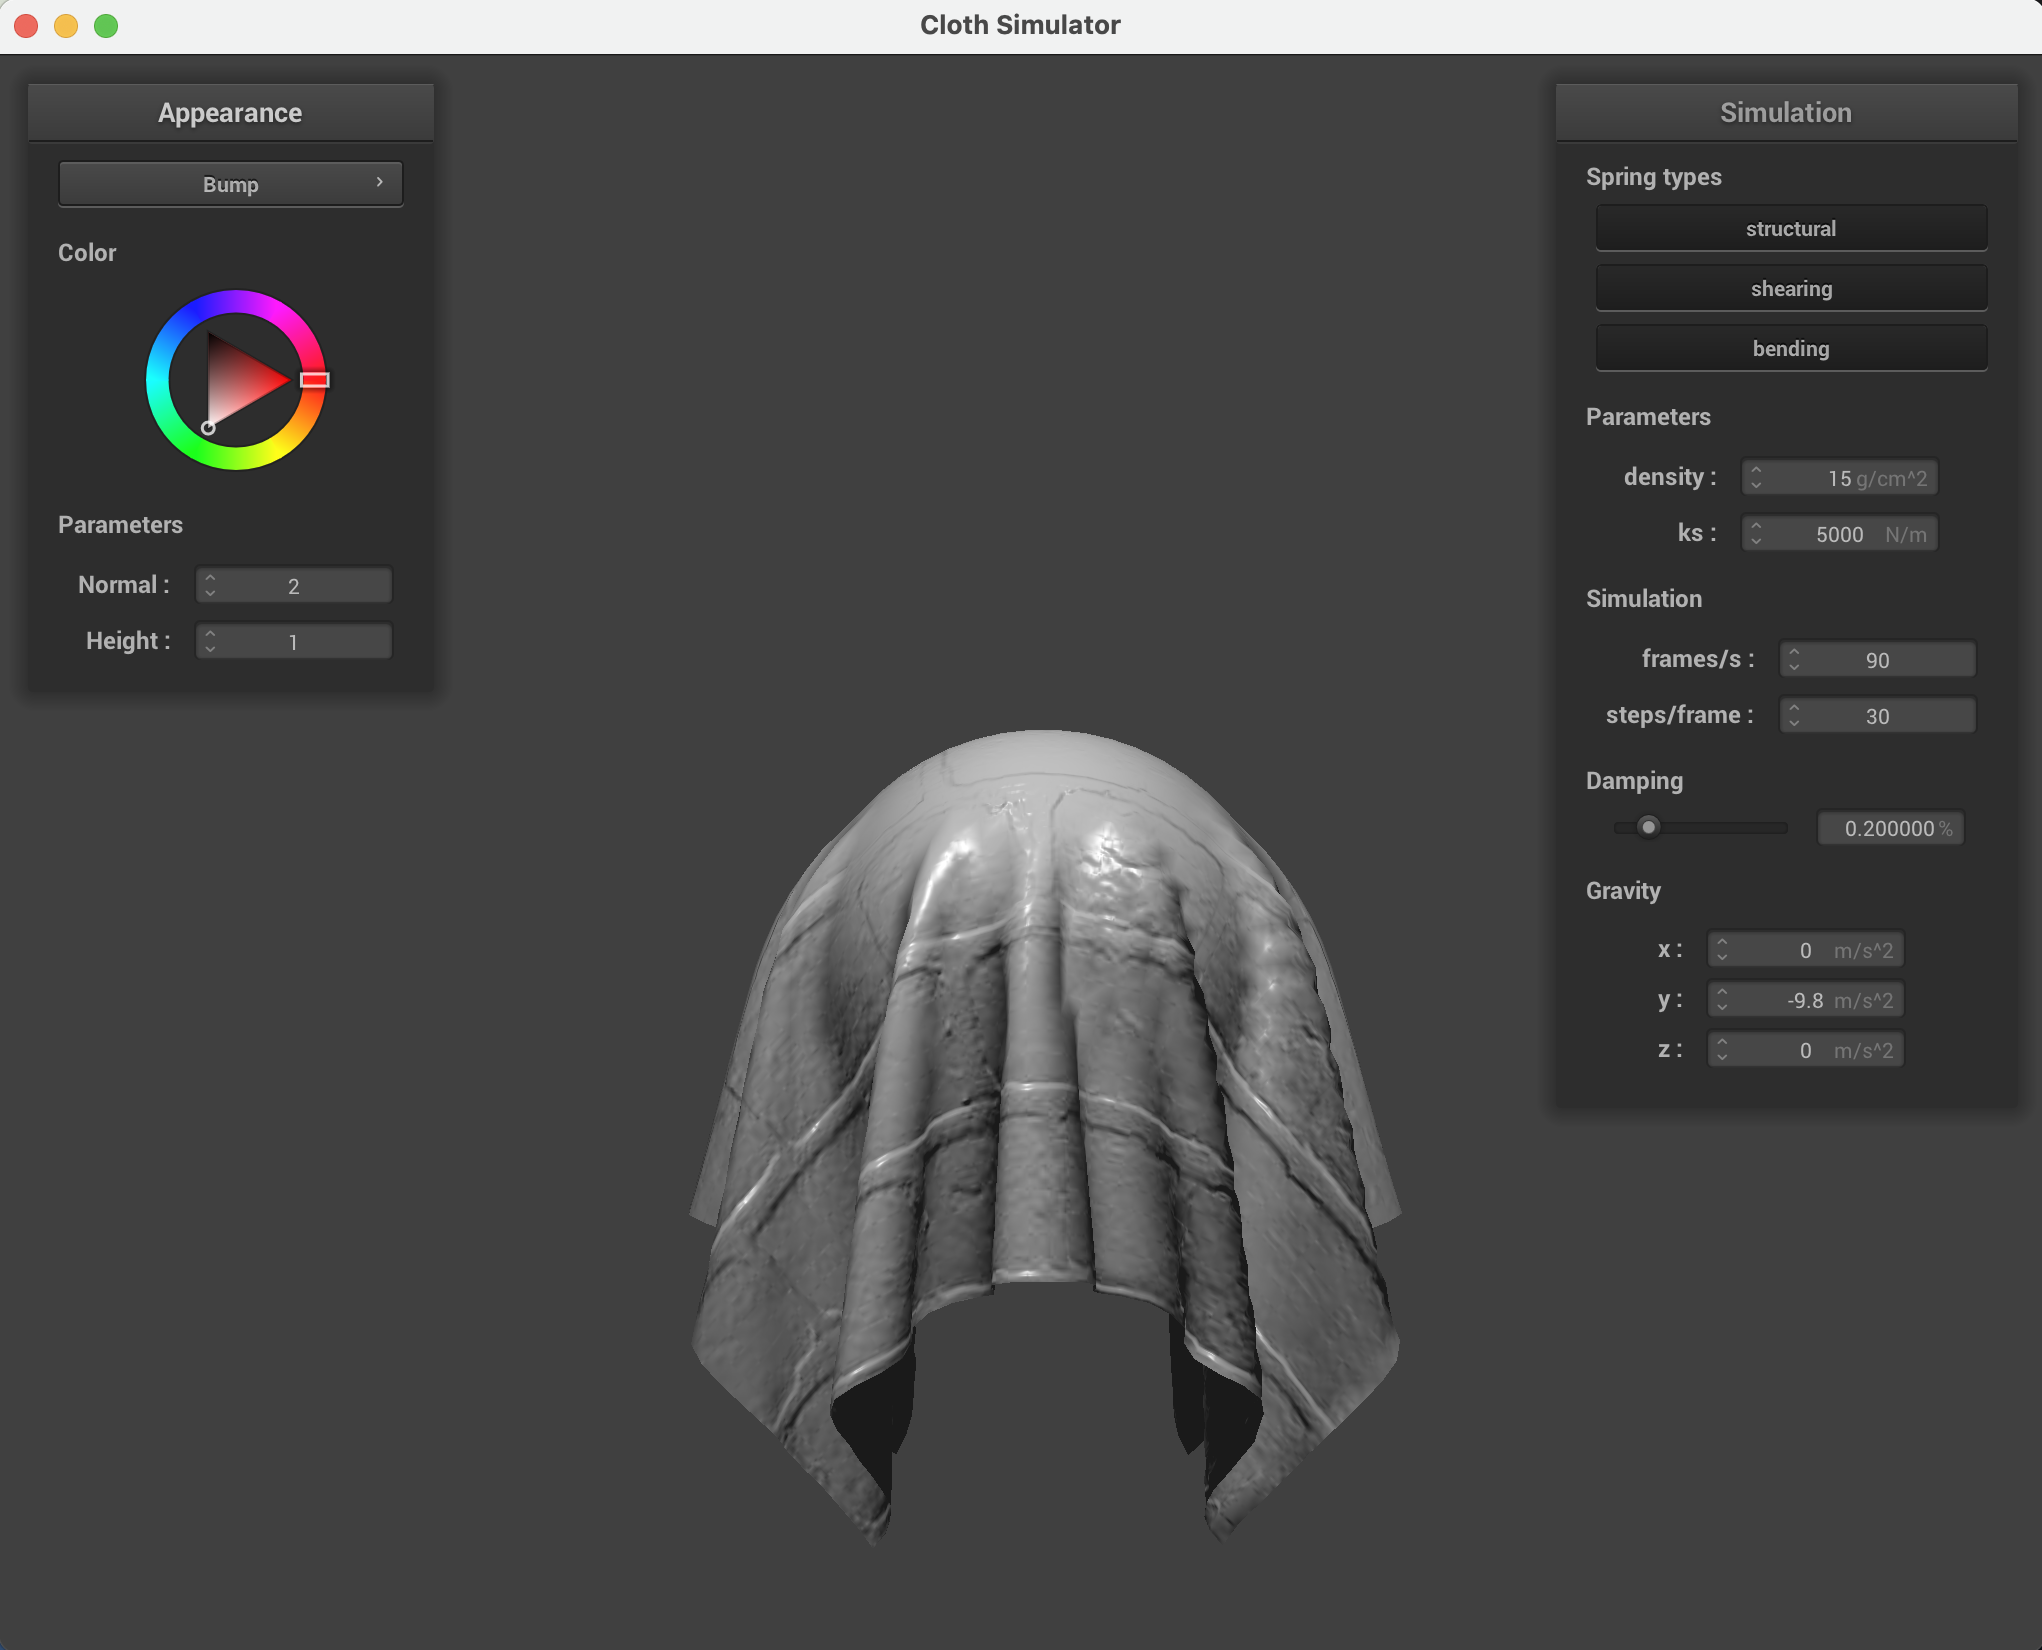 Cloth Simulator
Appearance
Bump
Color
Parameters
Normal : 2
Height : 1
Simulation
Spring types
structural
shearing
bending
Parameters
density : 15 g/cm^2
ks : 5000 N/m
Simulation
frames/s : 90
steps/frame : 30
Damping
0.200000 %
Gravity
x : 0 m/s^2
y : -9.8 m/s^2
z : 0 m/s^2